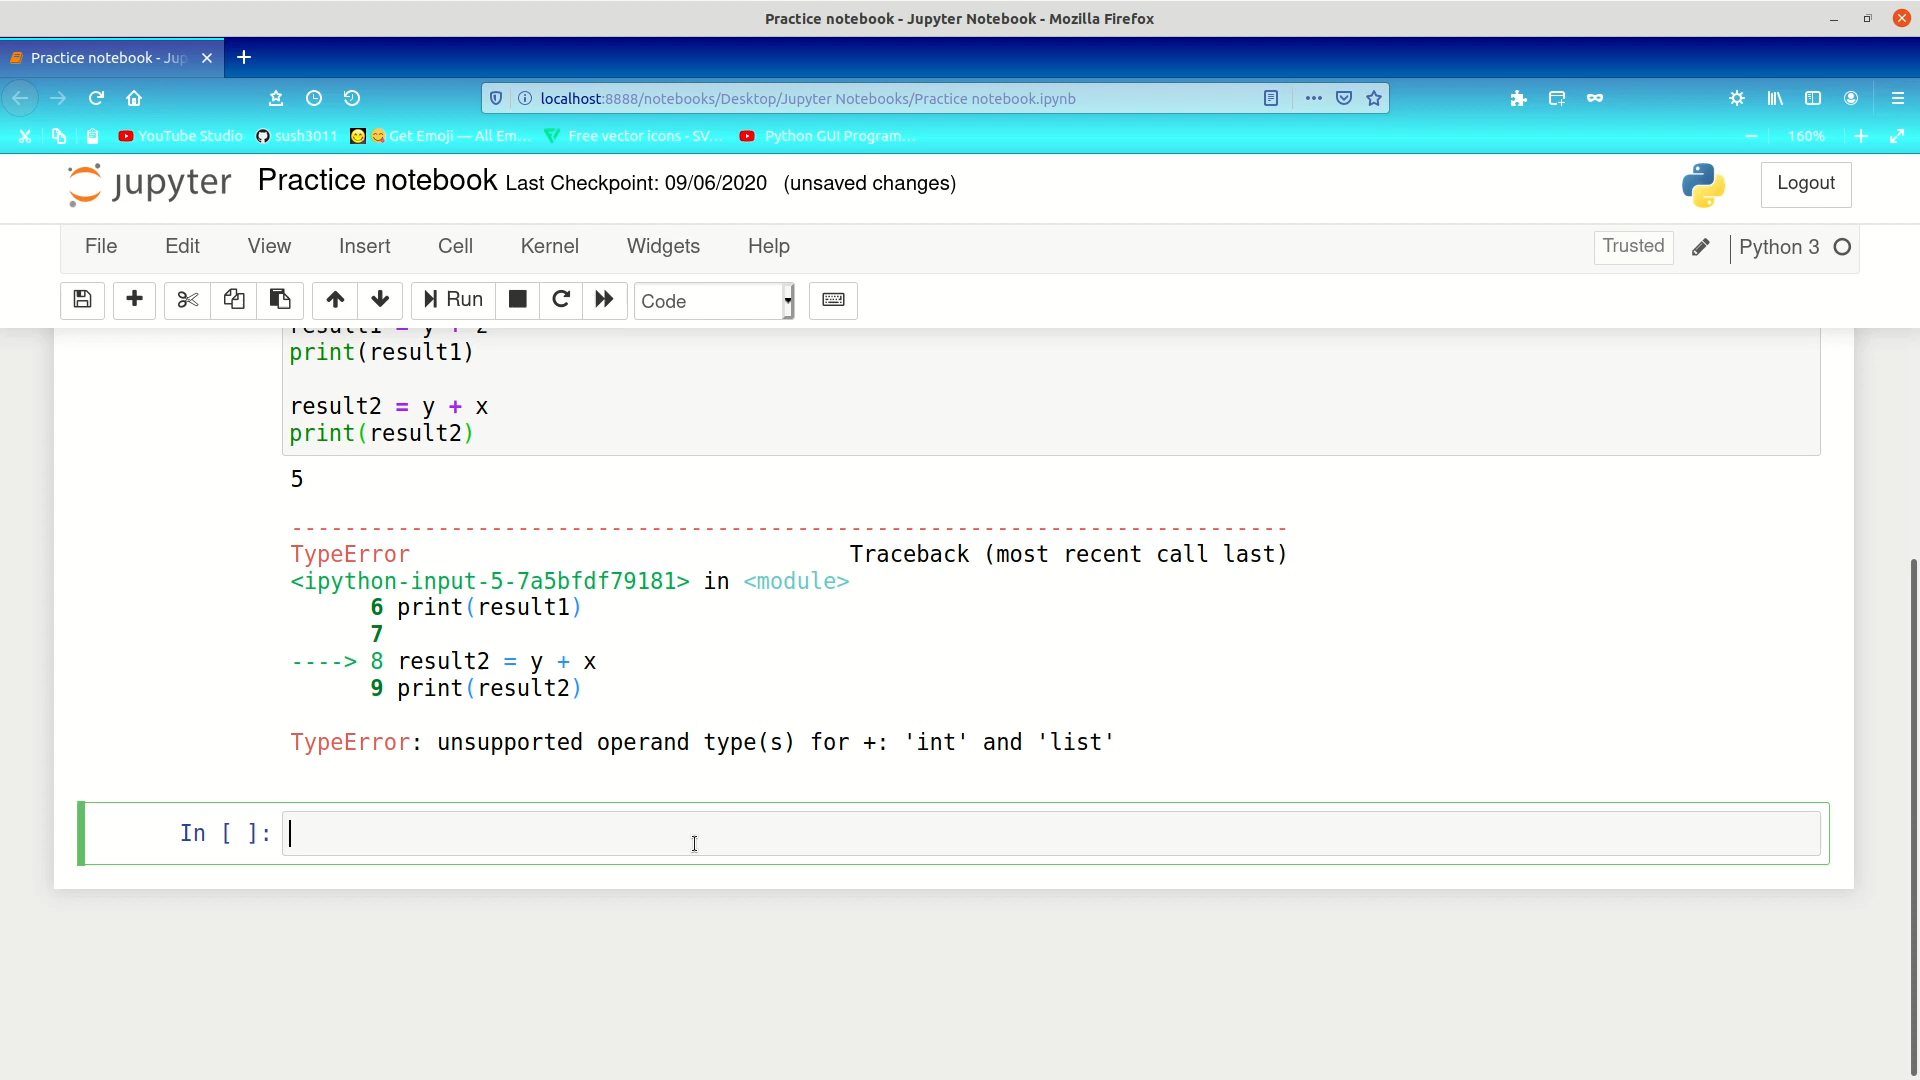 Practice notebook - Jupyter Notebook - Mozilla Firefox
Practice notebook - Jup
localhost:8888/notebooks/Desktop/Jupyter Notebooks/Practice notebook.ipynb
YouTube Studio sush3011 Get Emoji — All Em… Free vector icons - SV… Python GUI Program… 160%
jupyter Practice notebook Last Checkpoint: 09/06/2020 (unsaved changes) Logout
File Edit View Insert Cell Kernel Widgets Help Trusted Python 3
Run Code
result1 = y + z
print(result1)
result2 = y + x
print(result2)
5
---------------------------------------------------------------------------
TypeError Traceback (most recent call last)
<ipython-input-5-7a5bfdf79181> in <module>
6 print(result1)
7
----> 8 result2 = y + x
9 print(result2)
TypeError: unsupported operand type(s) for +: 'int' and 'list'
In [ ]: